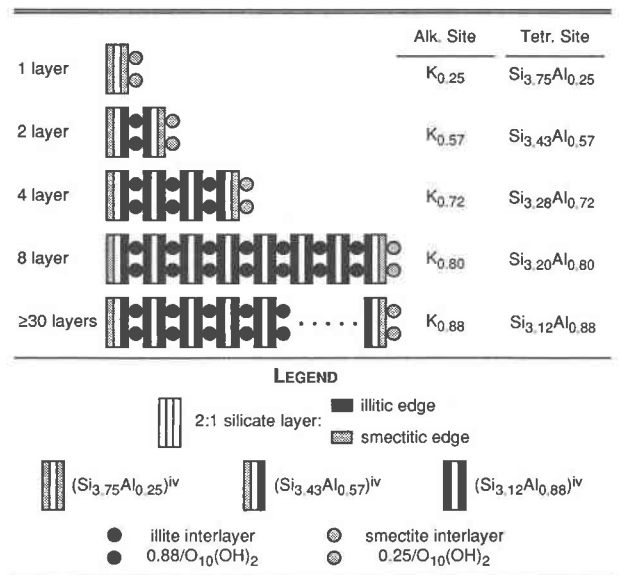 Alk. Site Tetr. Site
1 layer K0.25 Si3.75Al0.25
2 layer K0.57 Si3.43Al0.57
4 layer K0.72 Si3.28Al0.72
8 layer K0.80 Si3.20Al0.80
≥30 layers K0.88 Si3.12Al0.88
LEGEND
2:1 silicate layer:
illitic edge
smectitic edge
(Si3.75Al0.25)iv (Si3.43Al0.57)iv (Si3.12Al0.88)iv
illite interlayer smectite interlayer
0.88/O10(OH)2 0.25/O10(OH)2